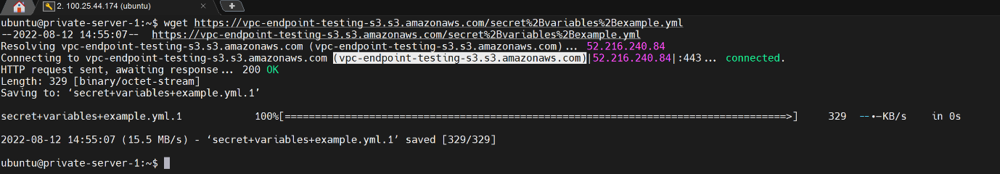 2. 100.25.44.174 (ubuntu)
ubuntu@private-server-1:~$ wget https://vpc-endpoint-testing-s3.s3.amazonaws.com/secret%2Bvariables%2Bexample.yml
--2022-08-12 14:55:07-- https://vpc-endpoint-testing-s3.s3.amazonaws.com/secret%2Bvariables%2Bexample.yml
Resolving vpc-endpoint-testing-s3.s3.amazonaws.com (vpc-endpoint-testing-s3.s3.amazonaws.com)... 52.216.240.84
Connecting to vpc-endpoint-testing-s3.s3.amazonaws.com (vpc-endpoint-testing-s3.s3.amazonaws.com)|52.216.240.84|:443... connected.
HTTP request sent, awaiting response... 200 OK
Length: 329 [binary/octet-stream]
Saving to: ‘secret+variables+example.yml.1’
secret+variables+example.yml.1 100%[===================================================================================>] 329 --•-KB/s in 0s
2022-08-12 14:55:07 (15.5 MB/s) - ‘secret+variables+example.yml.1’ saved [329/329]
ubuntu@private-server-1:~$